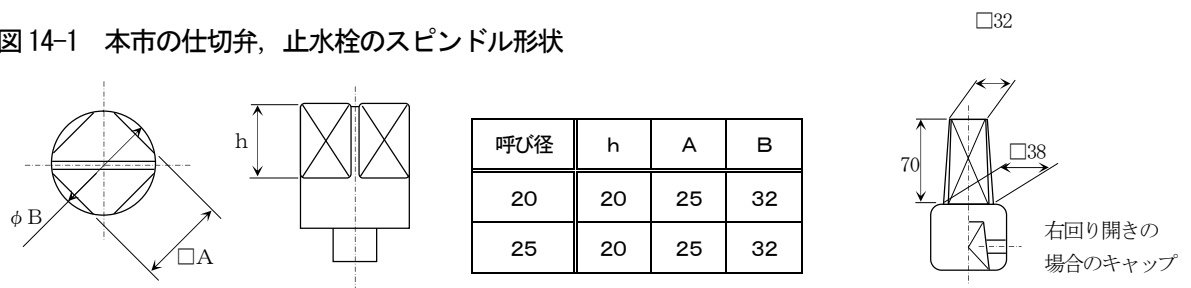 図 14-1 本市の仕切弁，止水栓のスピンドル形状
□32
h
φB
□A
呼び径 h A B
20 20 25 32
25 20 25 32
70
□38
右回り開きの
場合のキャップ